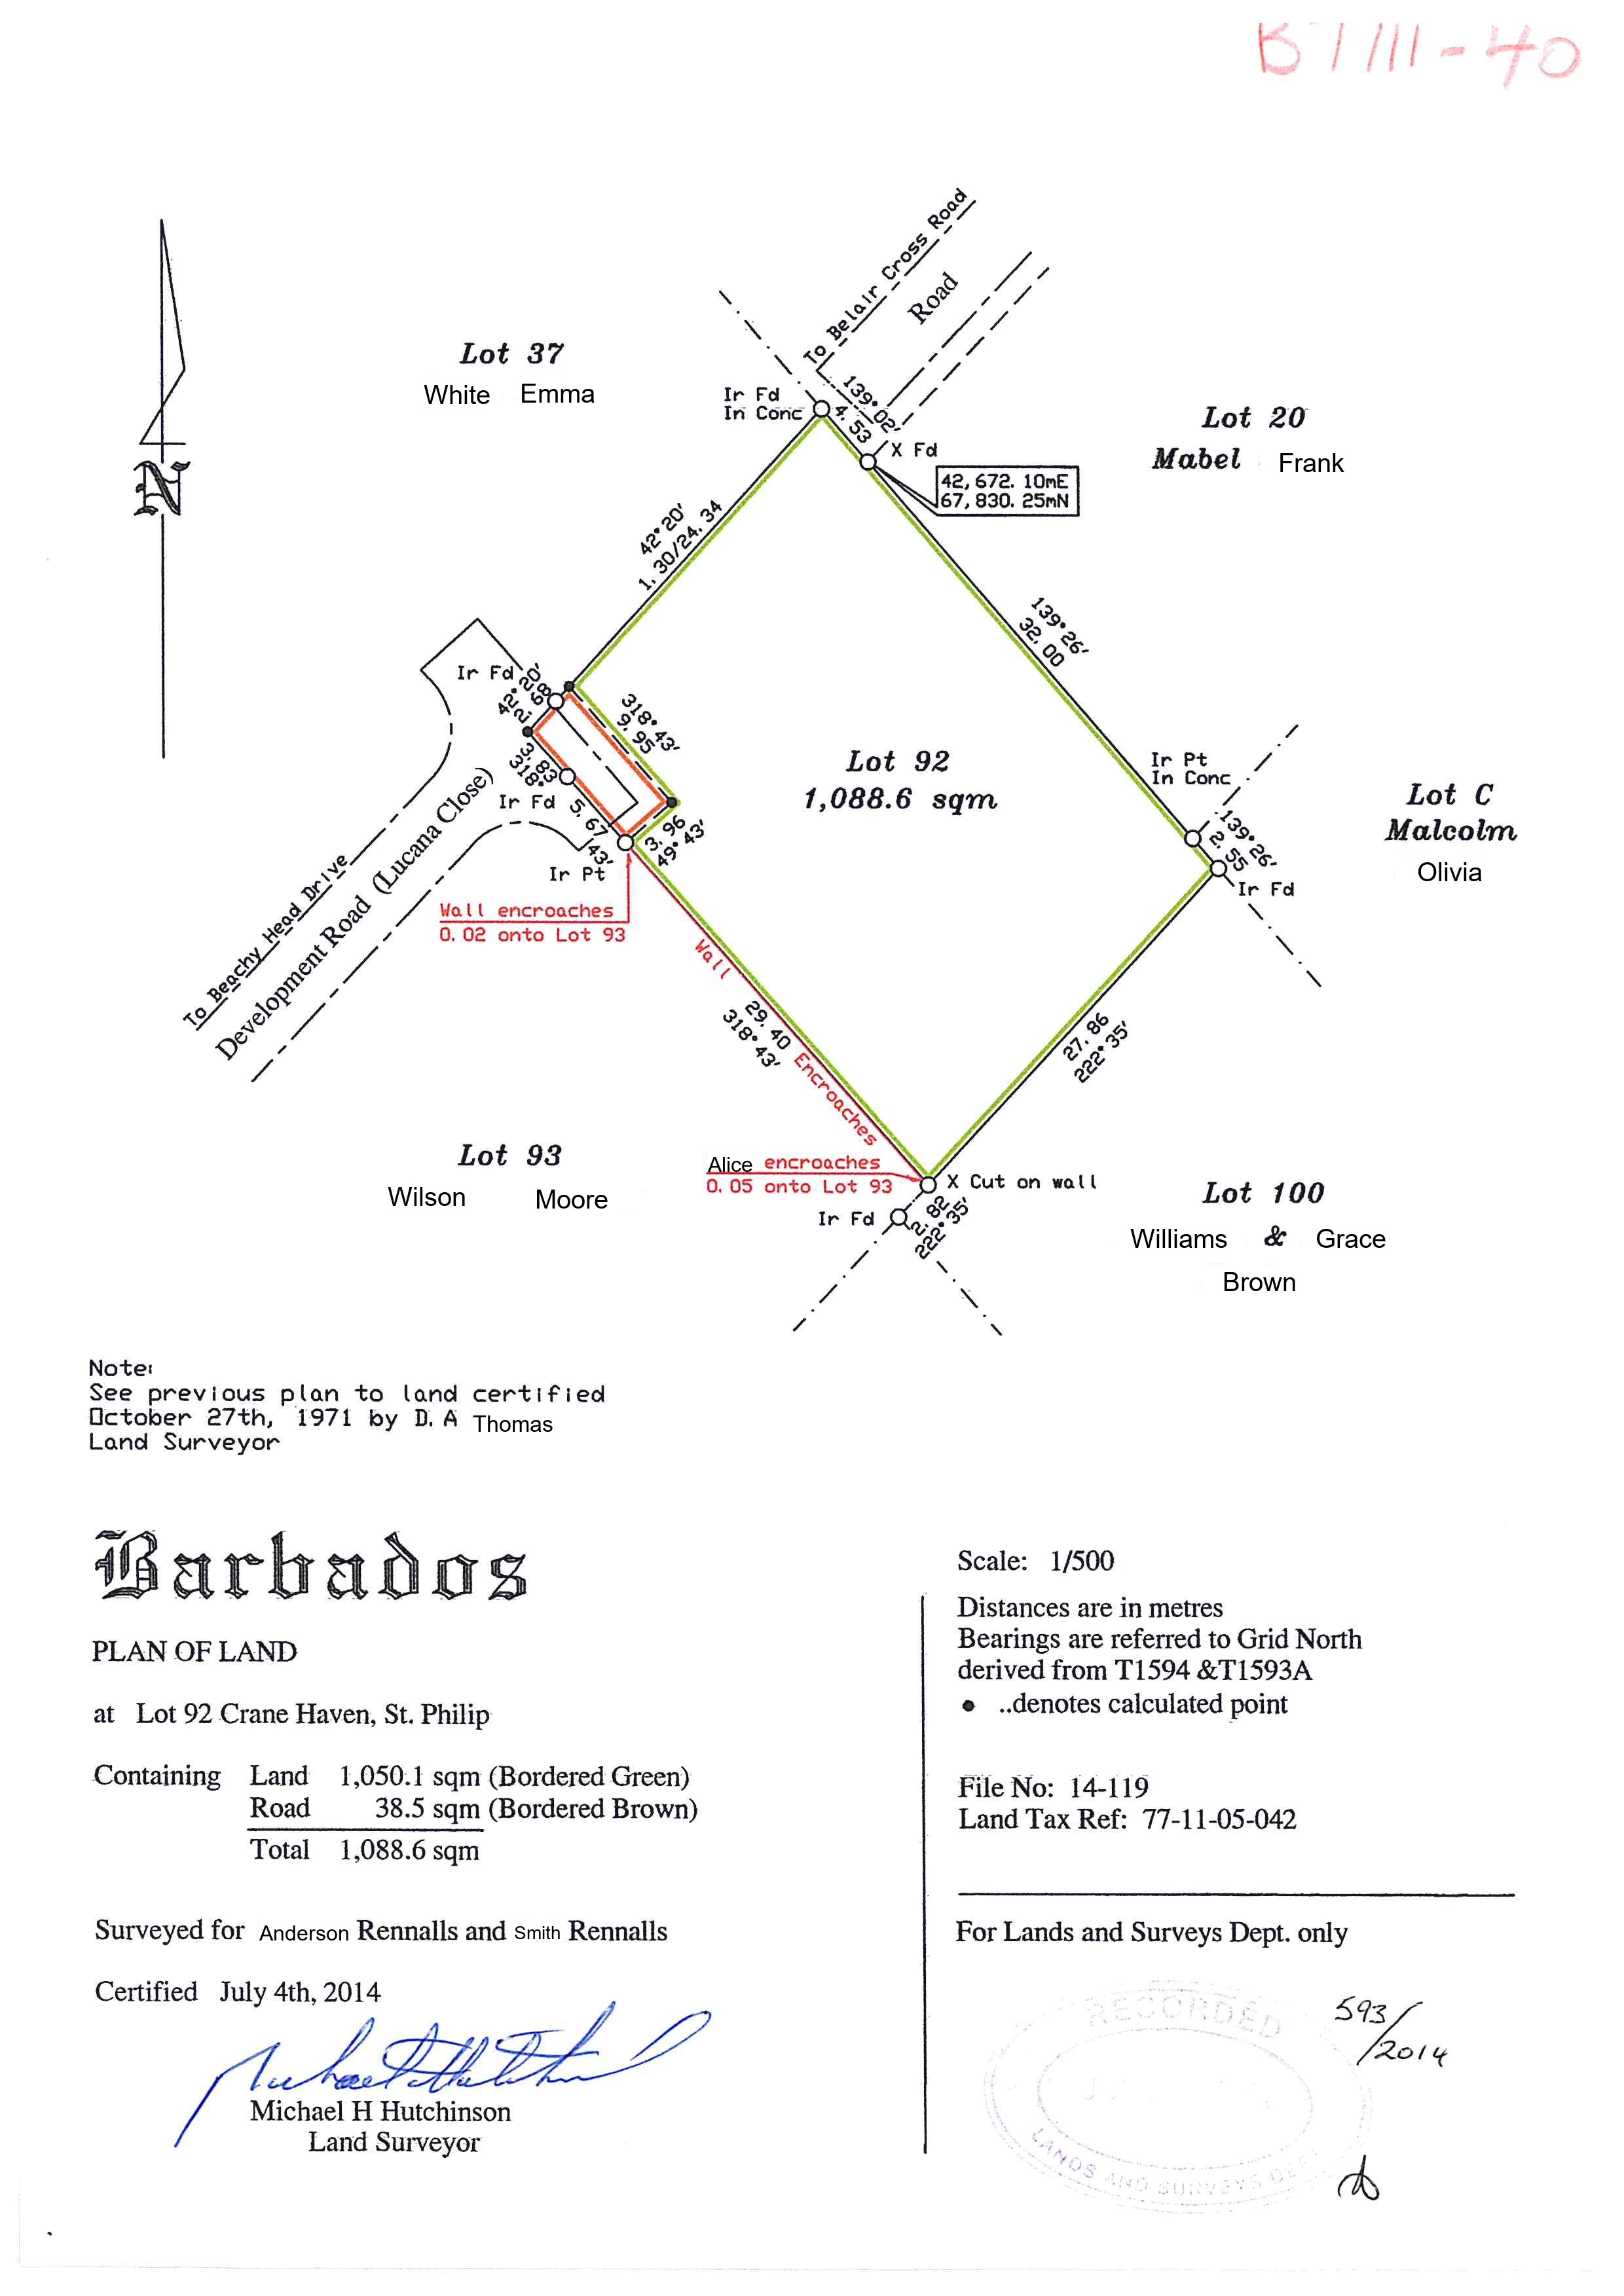 BT111-40
To Belair Cross Road
Road
Lot 37
White Emma
Ir Fd
In Conc
139°02'
4.53
X Fd
42,672.10mE
67,830.25mN
Lot 20
Mabel Frank
42°20'
1.30/24.34
139°26'
32.00
Ir Fd
318°43'
9.95
Lot 92
1,088.6 sqm
Ir Pt
In Conc
Lot C
Malcolm
Olivia
3.83
318°
Ir Fd
5.67
43'
3.96
49°43'
Ir Pt
139°26'
2.55
Ir Fd
Wall encroaches
0.02 onto Lot 93
To Beachy Head Drive
Development Road (Lucana Close)
Wall
29.40
318°43'
Encroaches
27.86
222°35'
Lot 93
Wilson Moore
Alice encroaches
0.05 onto Lot 93
X Cut on wall
Ir Fd
2.82
222°35'
Lot 100
Williams & Grace
Brown
N
Note:
See previous plan to land certified
October 27th, 1971 by D.A Thomas
Land Surveyor
Barbados
PLAN OF LAND
at Lot 92 Crane Haven, St. Philip
Containing Land 1,050.1 sqm (Bordered Green)
Road 38.5 sqm (Bordered Brown)
Total 1,088.6 sqm
Surveyed for Anderson Rennalls and Smith Rennalls
Certified July 4th, 2014
Michael H Hutchinson
Land Surveyor
Scale: 1/500
Distances are in metres
Bearings are referred to Grid North
derived from T1594 &T1593A
● ..denotes calculated point
File No: 14-119
Land Tax Ref: 77-11-05-042
For Lands and Surveys Dept. only
RECORDED
LANDS AND SURVEYS DEPT
593/2014